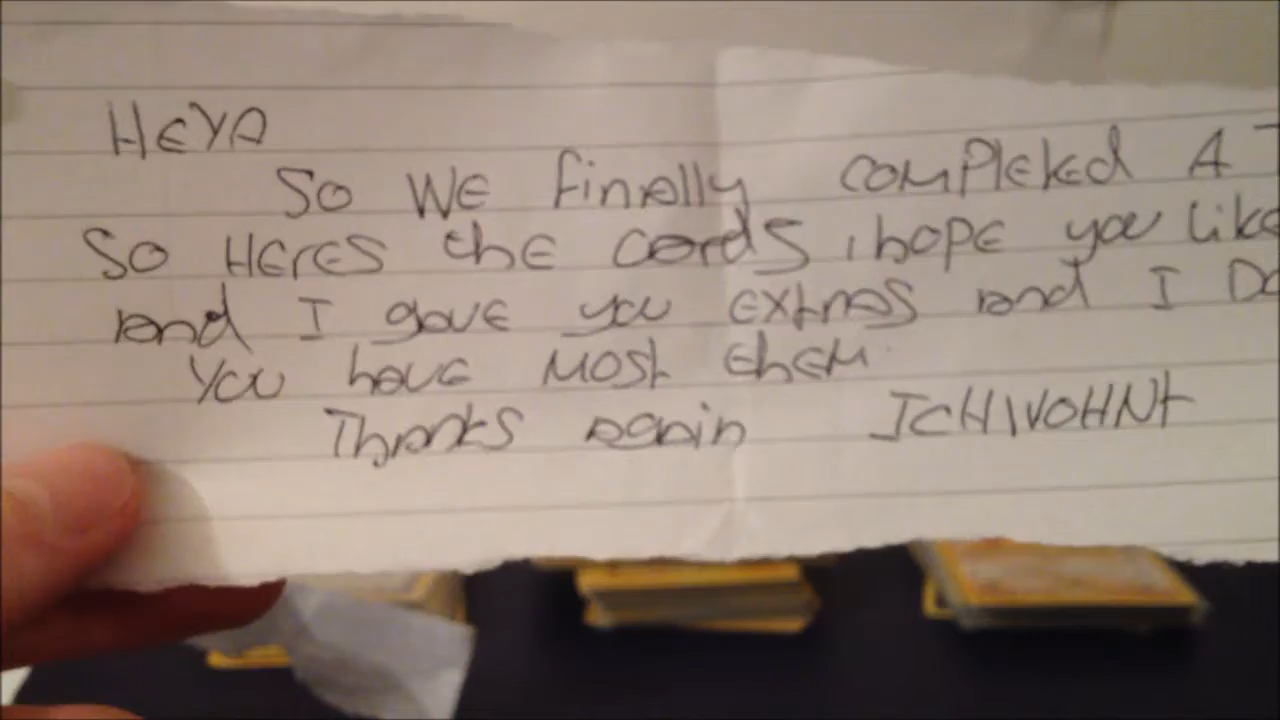 HEYA
So WE finally completed A T
So HERES the cards, i hope you like
and I gave you extras and I Do
You have most them.
Thanks again